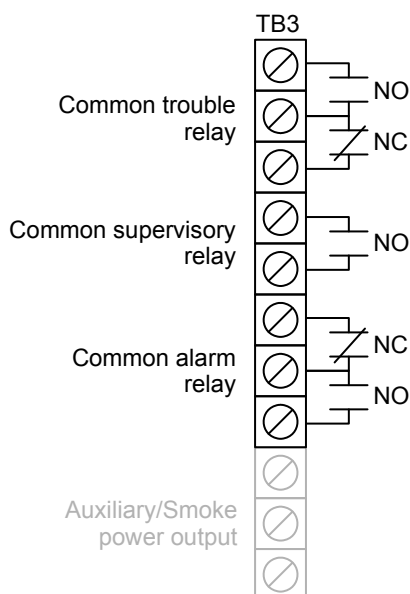 TB3
Common trouble
relay
NO
NC
Common supervisory
relay
NO
Common alarm
relay
NC
NO
Auxiliary/Smoke
power output